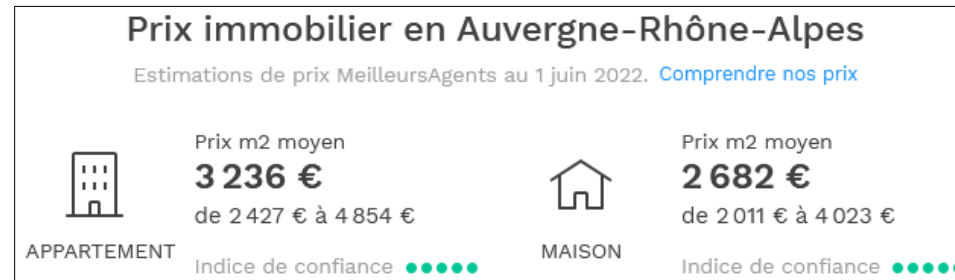 Prix immobilier en Auvergne-Rhône-Alpes
Estimations de prix MeilleursAgents au 1 juin 2022. Comprendre nos prix
Prix m2 moyen
3 236 €
de 2 427 € à 4 854 €
APPARTEMENT
Indice de confiance
Prix m2 moyen
2 682 €
de 2 011 € à 4 023 €
MAISON
Indice de confiance